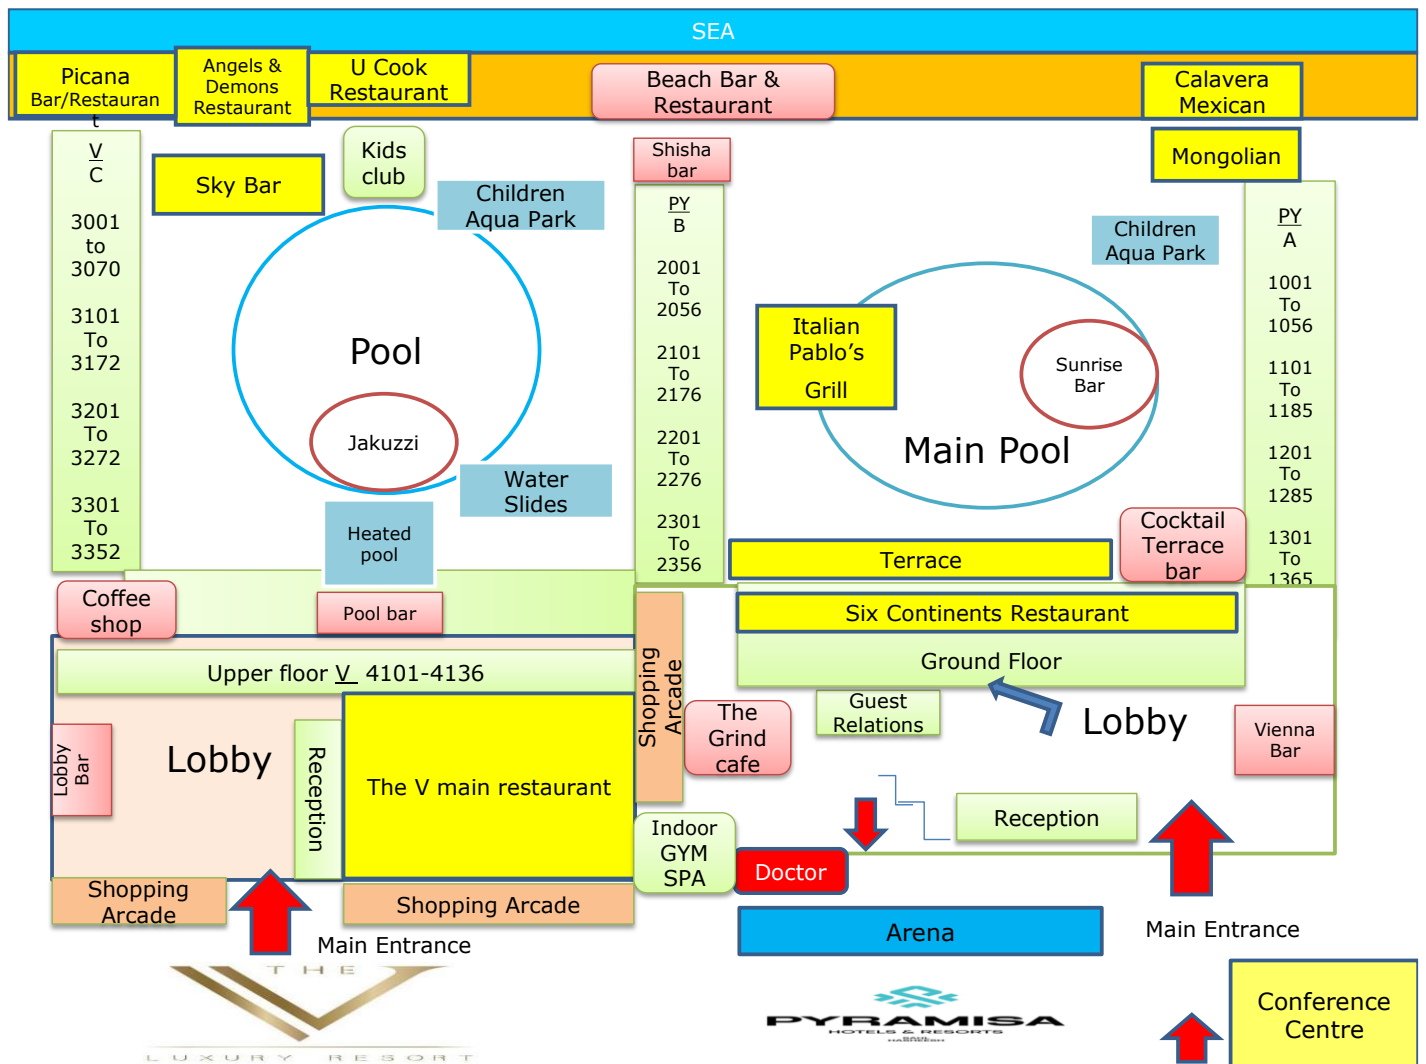 SEA
Picana
Bar/Restauran
t
Angels &
Demons
Restaurant
U Cook
Restaurant
Beach Bar &
Restaurant
Calavera
Mexican
V
C
3001
to
3070
3101
To
3172
3201
To
3272
3301
To
3352
Sky Bar
Kids
club
Children
Aqua Park
Pool
Jakuzzi
Water
Slides
Heated
pool
Shisha
bar
PY
B
2001
To
2056
2101
To
2176
2201
To
2276
2301
To
2356
Mongolian
Children
Aqua Park
Italian
Pablo's
Grill
Sunrise
Bar
Main Pool
PY
A
1001
To
1056
1101
To
1185
1201
To
1285
1301
To
1365
Cocktail
Terrace
bar
Terrace
Coffee
shop
Pool bar
Six Continents Restaurant
Ground Floor
Upper floor V 4101-4136
Shopping
Arcade
Lobby
Bar
Lobby
Reception
The V main restaurant
The
Grind
cafe
Guest
Relations
Lobby
Vienna
Bar
Reception
Indoor
GYM
SPA
Doctor
Shopping
Arcade
Shopping Arcade
Main Entrance
Arena
Main Entrance
THE
V
LUXURY RESORT
PYRAMISA
HOTELS & RESORTS
SAHL
HASHEESH
Conference
Centre